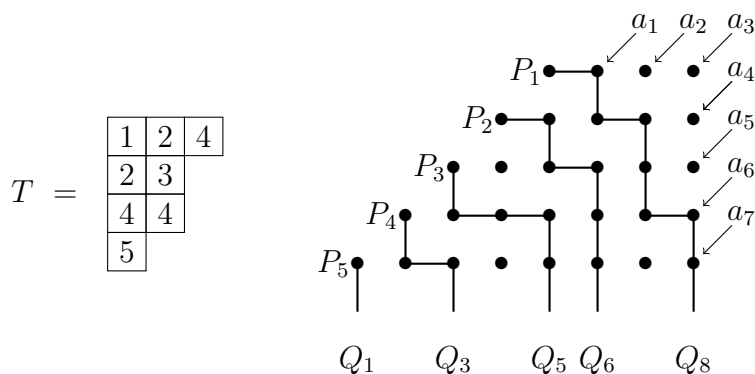 a₁ a₂ a₃
P₁
a₄
P₂
1 2 4
a₅
P₃
2 3
T =
a₆
4 4
P₄
a₇
5
P₅
Q₁ Q₃ Q₅ Q₆ Q₈